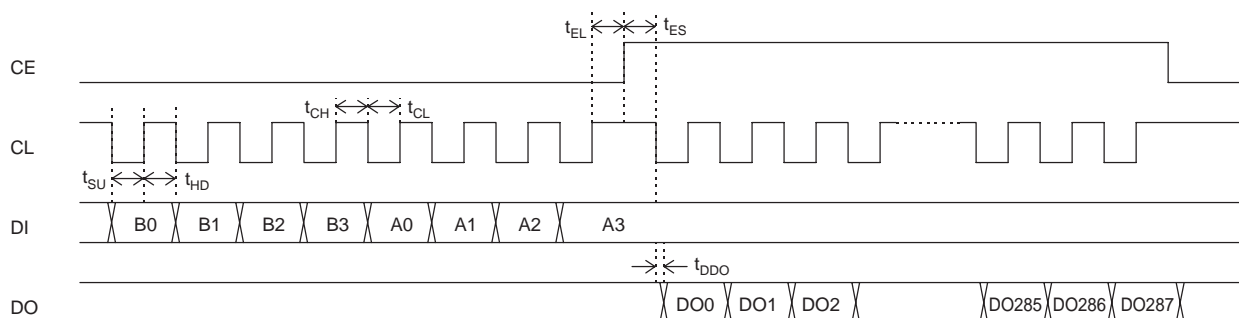 tEL tES
CE
tCH tCL
CL
tSU tHD
DI B0 B1 B2 B3 A0 A1 A2 A3
tDDO
DO DO0 DO1 DO2 DO285 DO286 DO287